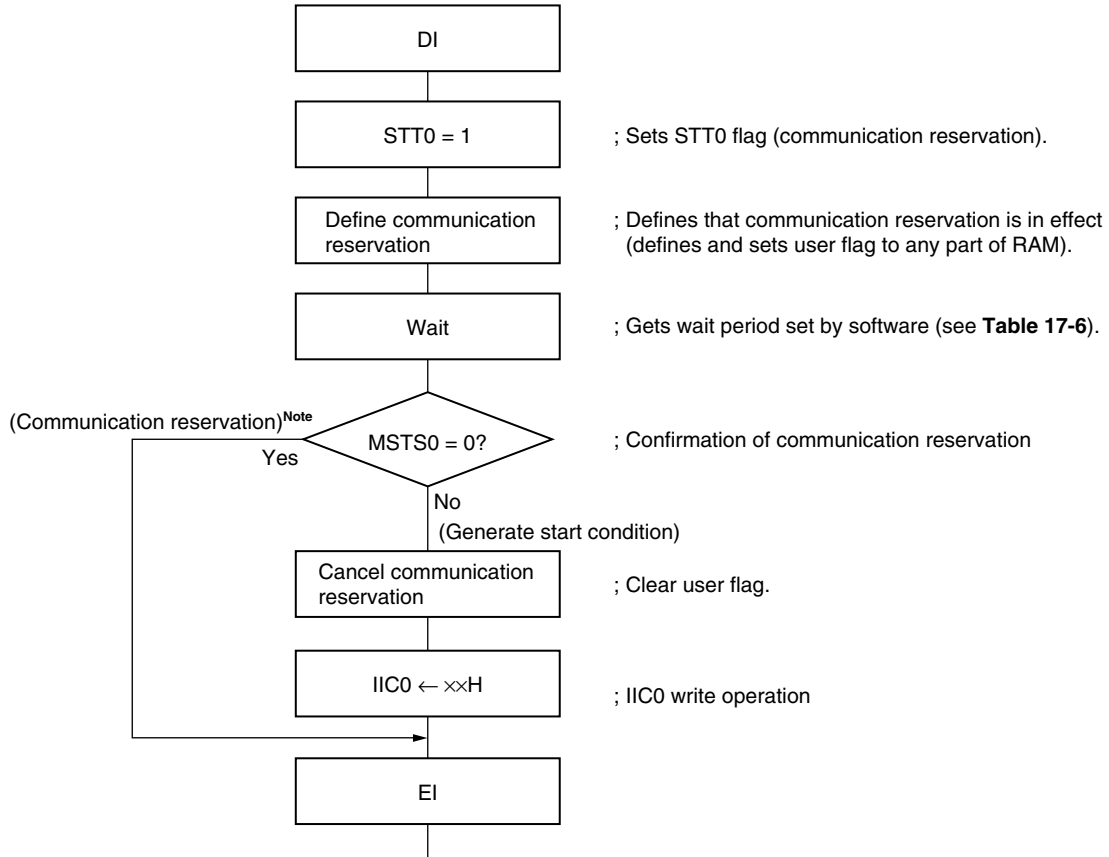 DI
STT0 = 1
; Sets STT0 flag (communication reservation).
Define communication
reservation
; Defines that communication reservation is in effect
(defines and sets user flag to any part of RAM).
Wait
; Gets wait period set by software (see Table 17-6).
(Communication reservation)Note
MSTS0 = 0?
; Confirmation of communication reservation
Yes
No
(Generate start condition)
Cancel communication
reservation
; Clear user flag.
IIC0 ← ××H
; IIC0 write operation
EI